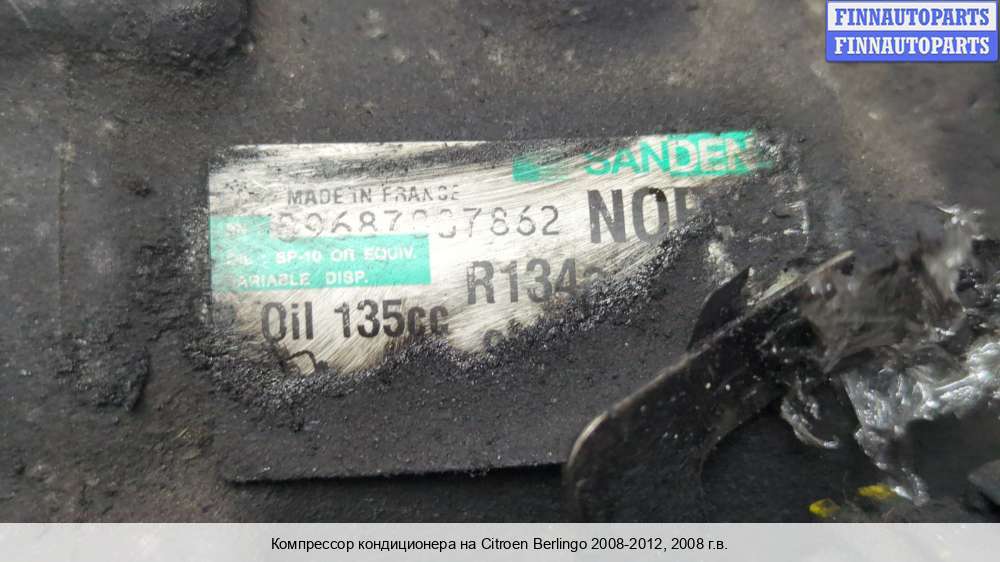 FINNAUTOPARTS
FINNAUTOPARTS
SANDEN
MADE IN FRANCE
SP-10 OR EQUIV.
VARIABLE DISP.
R134
Oil 135cc
Компрессор кондиционера на Citroen Berlingo 2008-2012, 2008 г.в.